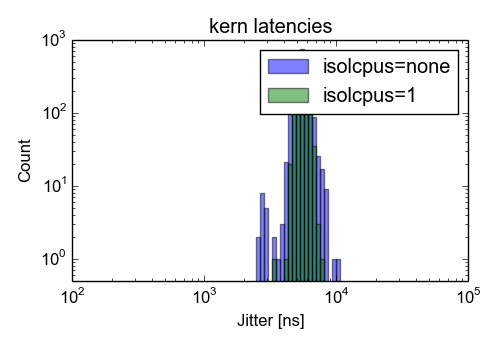 kern latencies
isolcpus=none
isolcpus=1
Count
10^3
10^2
10^1
10^0
10^2
10^3
10^4
10^5
Jitter [ns]